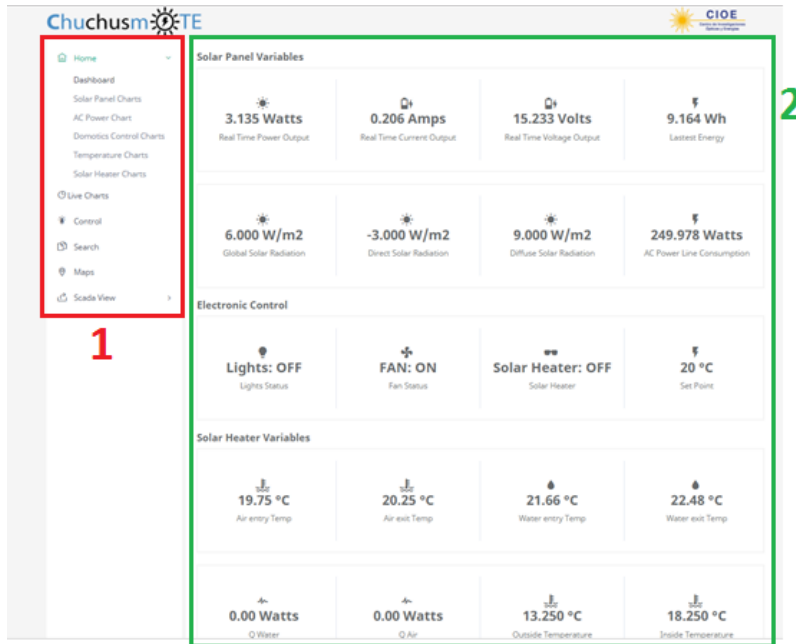 Chuchusm TE
CIOE
Home
Dashboard
Solar Panel Charts
AC Power Chart
Domotics Control Charts
Temperature Charts
Solar Heater Charts
Live Charts
Control
Search
Maps
Scada View
1
2
Solar Panel Variables
3.135 Watts
Real Time Power Output
0.206 Amps
Real Time Current Output
15.233 Volts
Real Time Voltage Output
9.164 Wh
Lastest Energy
6.000 W/m2
Global Solar Radiation
-3.000 W/m2
Direct Solar Radiation
9.000 W/m2
Diffuse Solar Radiation
249.978 Watts
AC Power Line Consumption
Electronic Control
Lights: OFF
Lights Status
FAN: ON
Fan Status
Solar Heater: OFF
Solar Heater
20 °C
Set Point
Solar Heater Variables
19.75 °C
Air entry Temp
20.25 °C
Air exit Temp
21.66 °C
Water entry Temp
22.48 °C
Water exit Temp
0.00 Watts
Q Water
0.00 Watts
Q Air
13.250 °C
Outside Temperature
18.250 °C
Inside Temperature